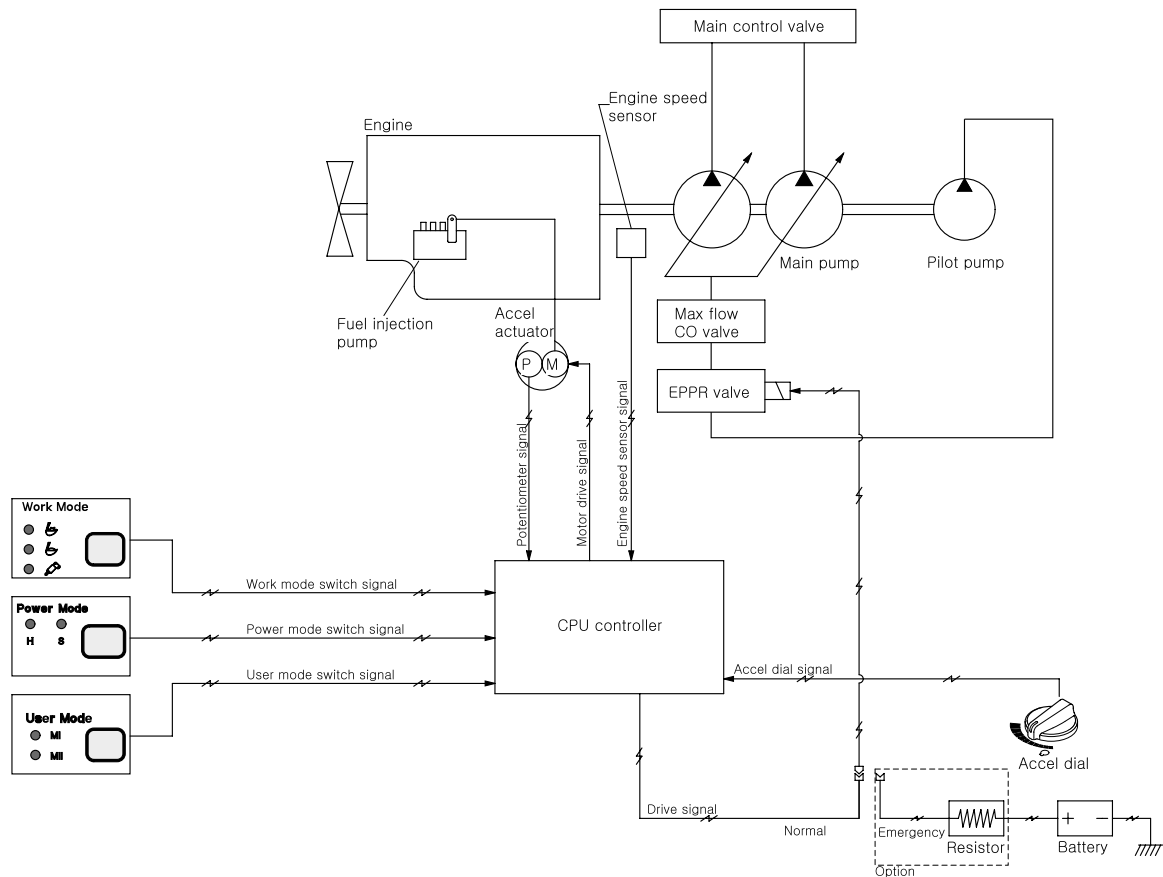 Main control valve
Engine speed
sensor
Engine
Main pump
Pilot pump
Fuel injection
pump
Accel
actuator
Max flow
CO valve
P
M
EPPR valve
Potentiometer signal
Motor drive signal
Engine speed sensor signal
Work Mode
Work mode switch signal
Power Mode
H
S
Power mode switch signal
CPU controller
User mode switch signal
User Mode
MI
MII
Accel dial signal
Accel dial
Drive signal
Normal
Emergency
Resistor
+
−
Battery
Option